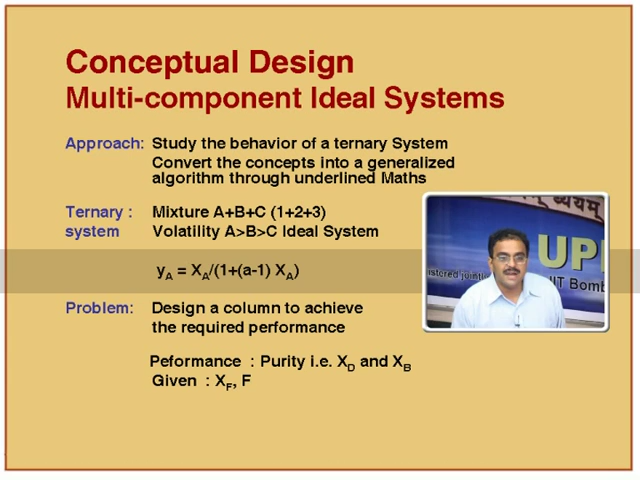 Conceptual Design
Multi-component Ideal Systems
Approach: Study the behavior of a ternary System
Convert the concepts into a generalized
algorithm through underlined Maths
Ternary : Mixture A+B+C (1+2+3)
system Volatility A>B>C Ideal System
y_A = X_A/(1+(a-1) X_A)
Problem: Design a column to achieve
the required performance
Peformance : Purity i.e. X_D and X_B
Given : X_F, F
ध्येयम्
UP
IIT Bomb